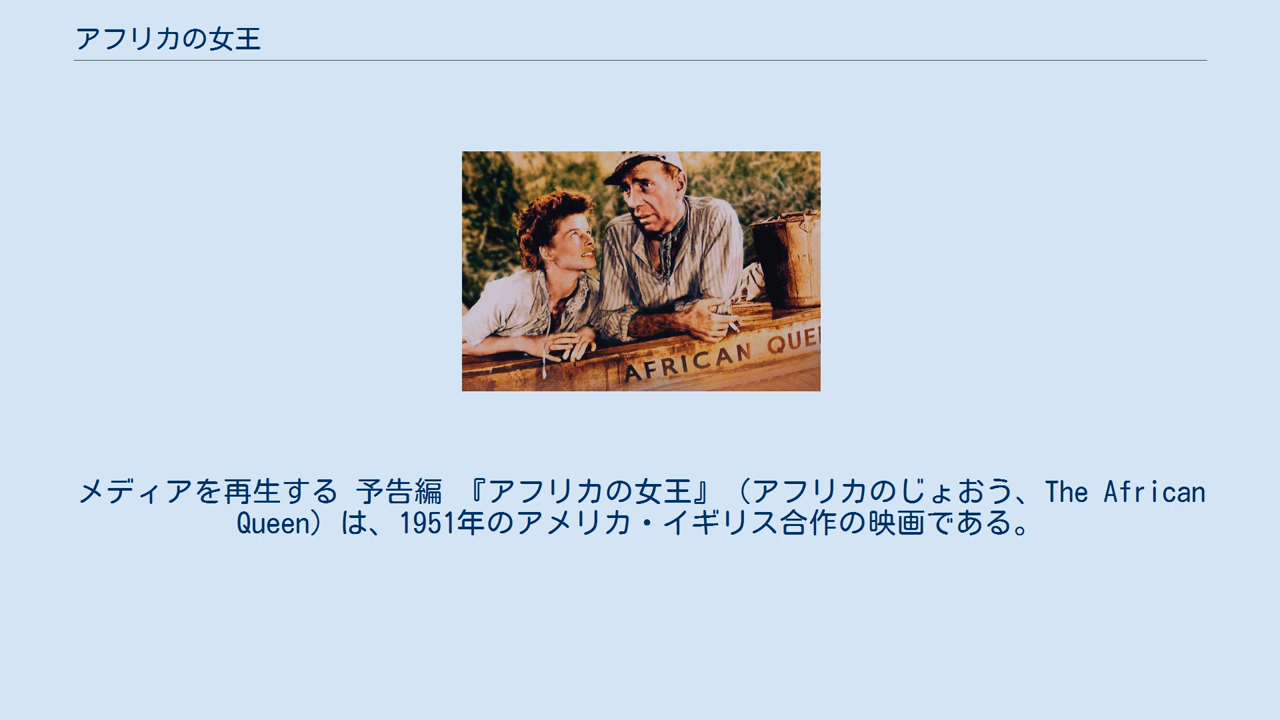 アフリカの女王
AFRICAN QUE
メディアを再生する 予告編 『アフリカの女王』（アフリカのじょおう、The African
Queen）は、1951年のアメリカ・イギリス合作の映画である。